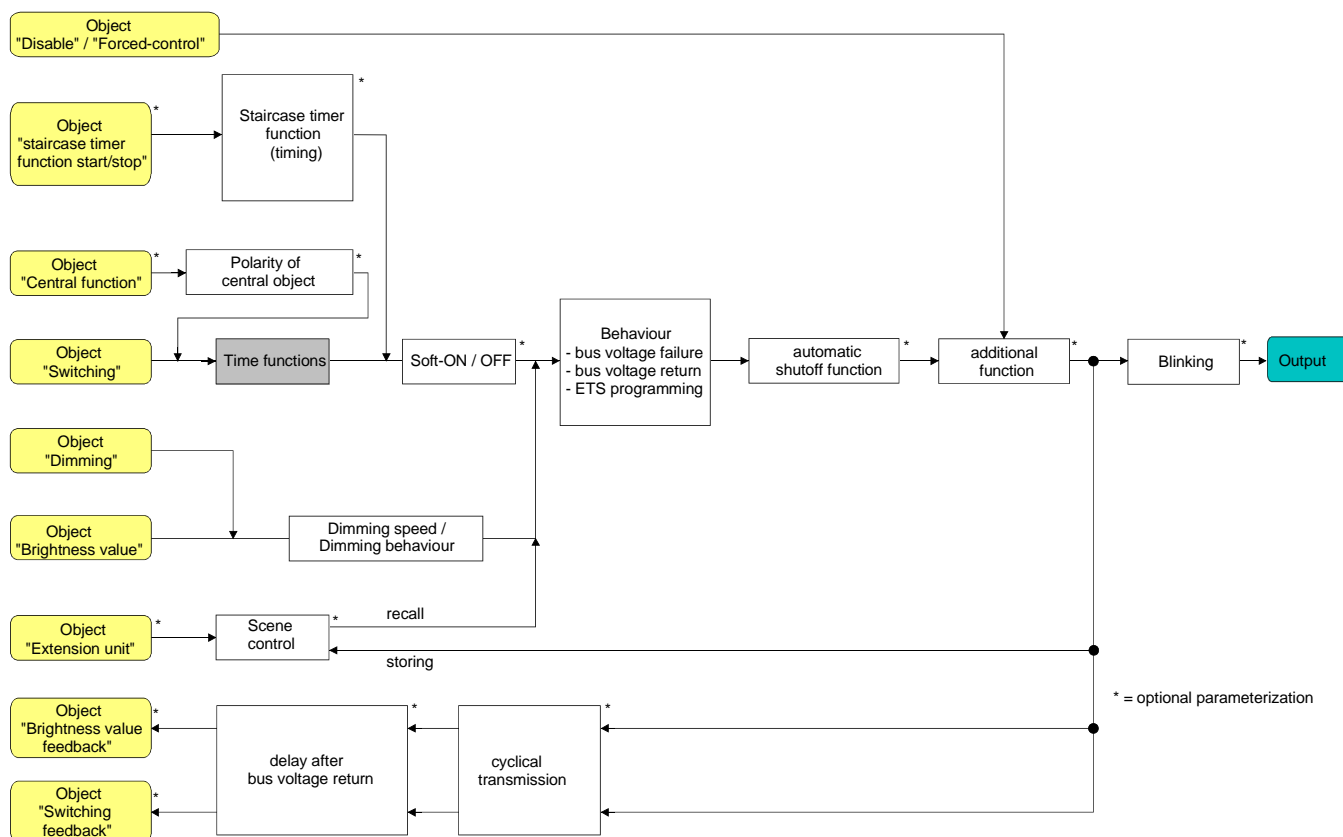 Object
"Disable" / "Forced-control"
*
Object
"staircase timer
function start/stop"
*
Staircase timer
function
(timing)
*
Object
"Central function"
*
Polarity of
central object
*
Object
"Switching"
Time functions
Soft-ON / OFF
*
Behaviour
- bus voltage failure
- bus voltage return
- ETS programming
automatic
shutoff function
*
additional
function
*
Blinking
*
Output
Object
"Dimming"
Object
"Brightness value"
Dimming speed /
Dimming behaviour
Object
"Extension unit"
*
Scene
control
*
recall
storing
* = optional parameterization
Object
"Brightness value
feedback"
*
delay after
bus voltage return
*
cyclical
transmission
*
Object
"Switching
feedback"
*